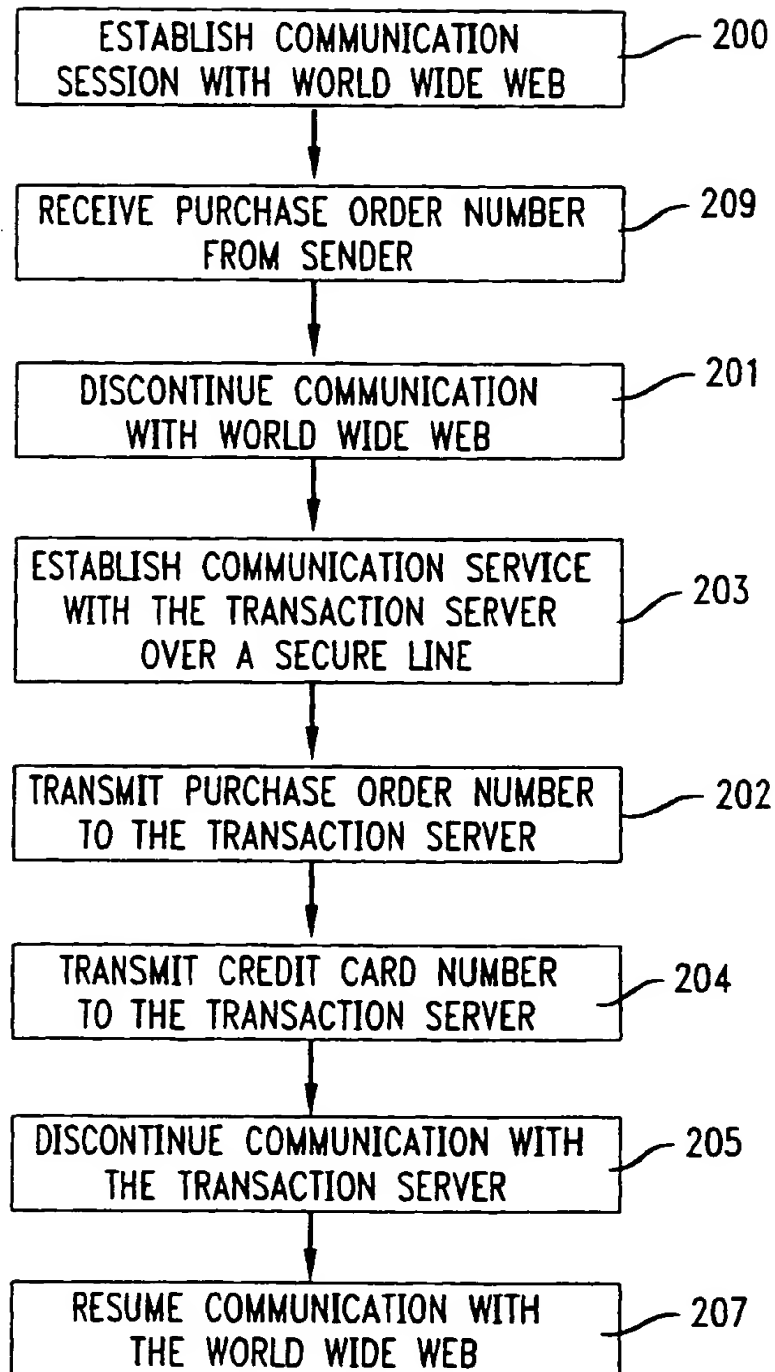 ESTABLISH COMMUNICATION
SESSION WITH WORLD WIDE WEB
200
RECEIVE PURCHASE ORDER NUMBER
FROM SENDER
209
DISCONTINUE COMMUNICATION
WITH WORLD WIDE WEB
201
ESTABLISH COMMUNICATION SERVICE
WITH THE TRANSACTION SERVER
OVER A SECURE LINE
203
TRANSMIT PURCHASE ORDER NUMBER
TO THE TRANSACTION SERVER
202
TRANSMIT CREDIT CARD NUMBER
TO THE TRANSACTION SERVER
204
DISCONTINUE COMMUNICATION WITH
THE TRANSACTION SERVER
205
RESUME COMMUNICATION WITH
THE WORLD WIDE WEB
207